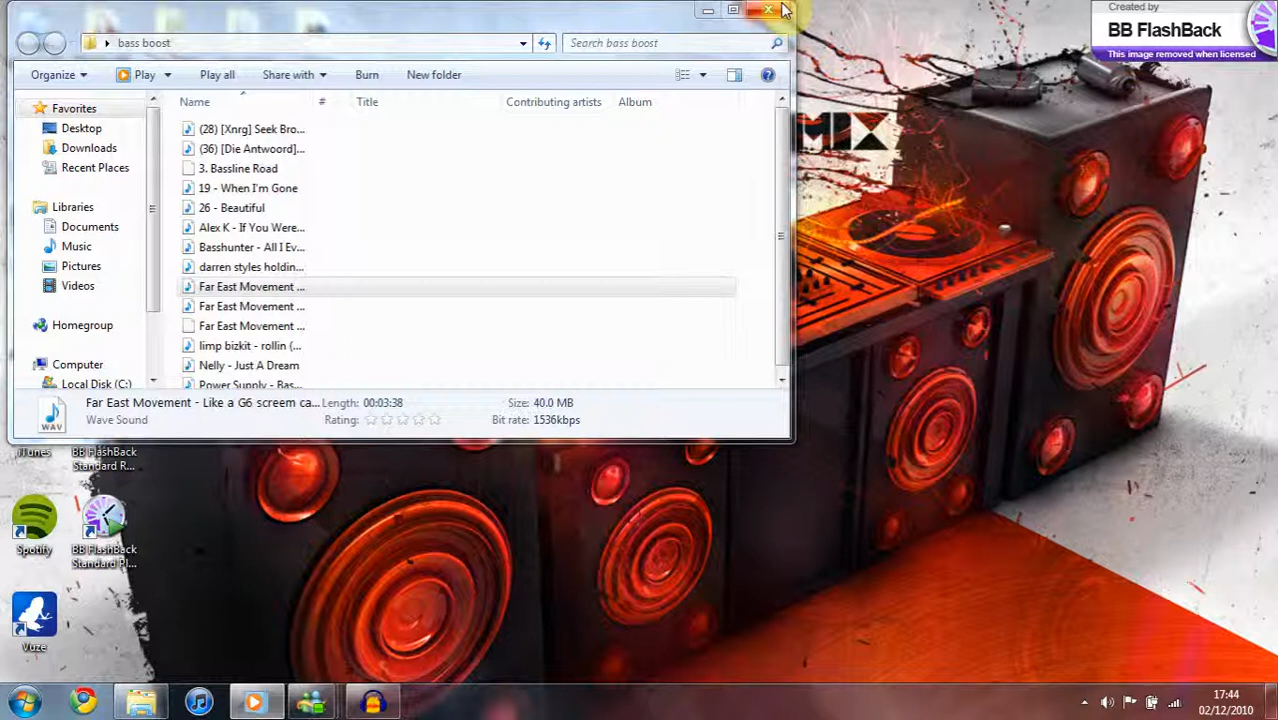 Created by
BB FlashBack
This image removed when licensed
bass boost
Search bass boost
Organize
Play
Play all
Share with
Burn
New folder
Name
#
Title
Contributing artists
Album
Favorites
Desktop
Downloads
Recent Places
Libraries
Documents
Music
Pictures
Videos
Homegroup
Computer
Local Disk (C:)
(28) [Xnrg] Seek Bro...
(36) [Die Antwoord]...
3. Bassline Road
19 - When I'm Gone
26 - Beautiful
Alex K - If You Were...
Basshunter - All I Ev...
darren styles holdin...
Far East Movement ...
Far East Movement ...
Far East Movement ...
limp bizkit - rollin (...
Nelly - Just A Dream
Power Supply - Bas...
Far East Movement - Like a G6 screem ca...
Length: 00:03:38
Size: 40.0 MB
Wave Sound
Rating:
Bit rate: 1536kbps
WAV
MIX
iTunes
BB FlashBack
Standard R...
Spotify
BB FlashBack
Standard Pl...
Vuze
17:44
02/12/2010